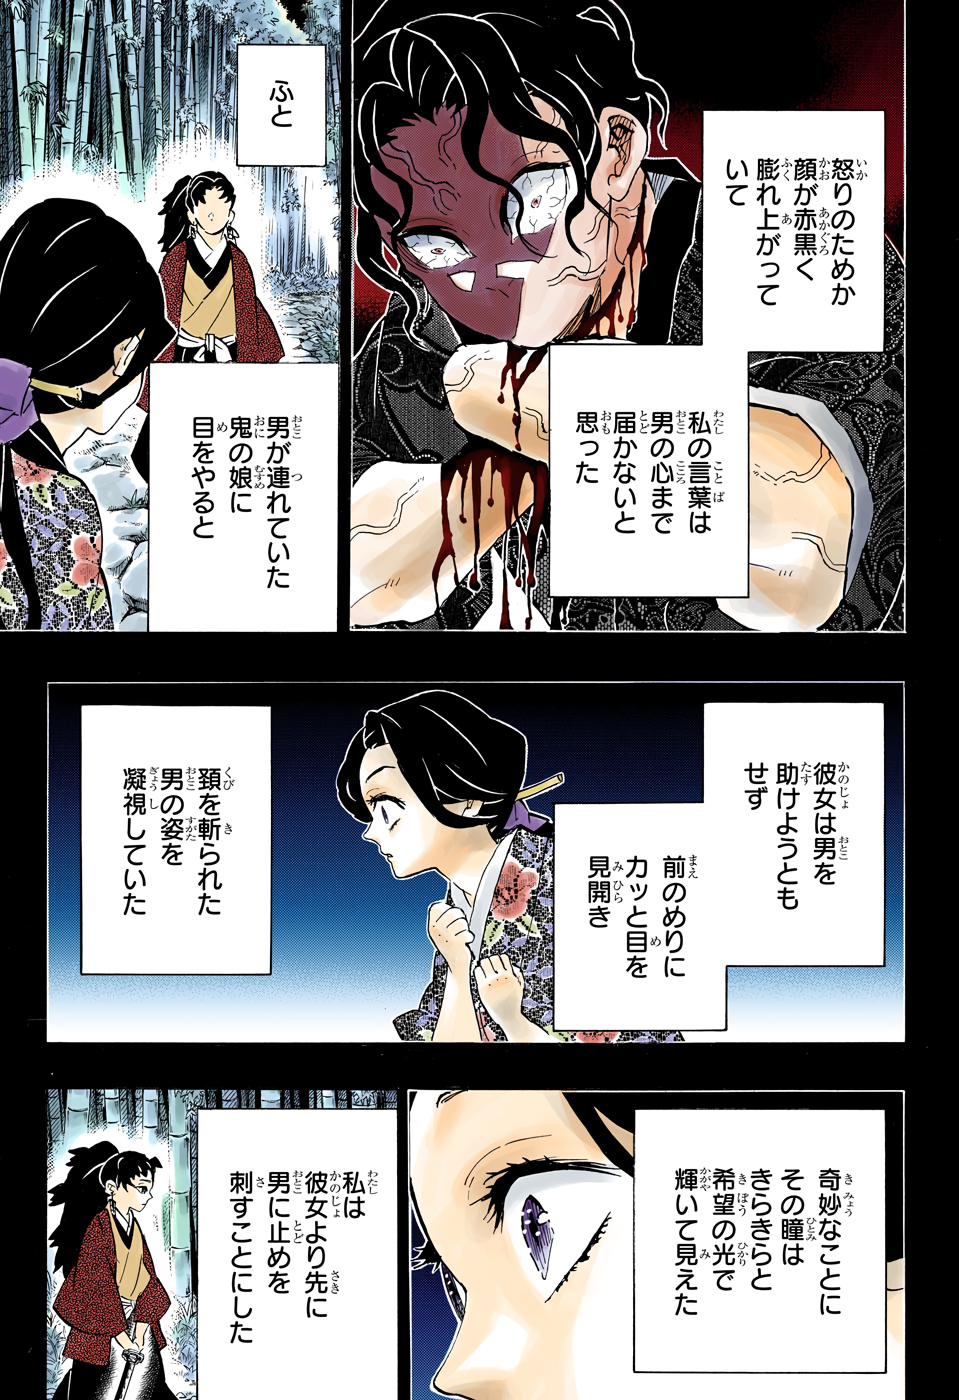 怒りのためか
顔が赤黒く
膨れ上がって
いて
私の言葉は
男の心まで
届かないと
思った
ふと
男が連れていた
鬼の娘に
目をやると
彼女は男を
助けようとも
せず
前のめりに
カッと目を
見開き
頚を斬られた
男の姿を
凝視していた
奇妙なことに
その瞳は
きらきらと
希望の光で
輝いて見えた
私は
彼女より先に
男に止めを
刺すことにした